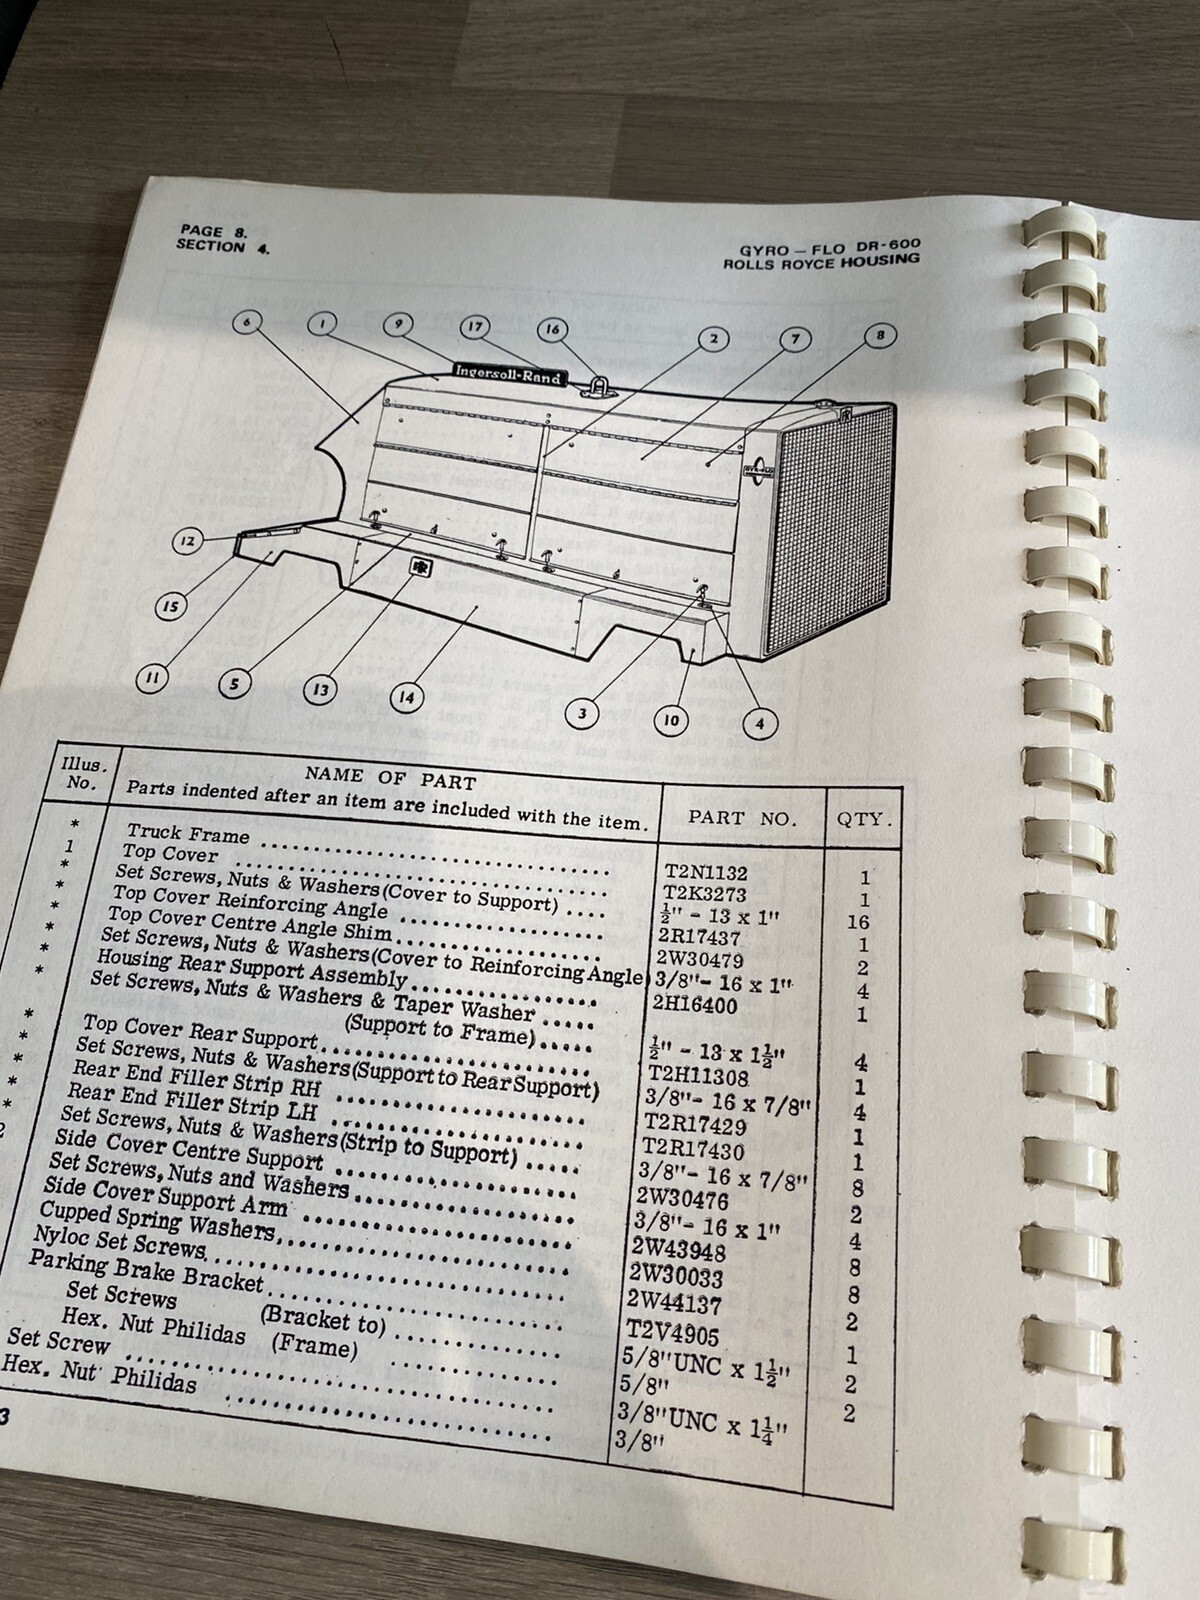 PAGE 8.
SECTION 4.
GYRO – FLO DR-600
ROLLS ROYCE HOUSING
6 1 9 17 16 2 7 8
Ingersoll-Rand
12
15
11 5 13 14 3 10 4
Illus. No. NAME OF PART PART NO. QTY.
Parts indented after an item are included with the item.
* Truck Frame T2N1132 1
1 Top Cover T2K3273 1
* Set Screws, Nuts & Washers (Cover to Support) .... ½" - 13 x 1" 16
* Top Cover Reinforcing Angle 2R17437 1
* Top Cover Centre Angle Shim 2W30479 2
* Set Screws, Nuts & Washers (Cover to Reinforcing Angle) 3/8"- 16 x 1" 4
* Housing Rear Support Assembly 2H16400 1
* Set Screws, Nuts & Washers & Taper Washer .....
(Support to Frame) ..... ½" - 13 x 1½" 4
* Top Cover Rear Support T2H11308 1
* Set Screws, Nuts & Washers (Support to Rear Support) 3/8"- 16 x 7/8" 4
* Rear End Filler Strip RH T2R17429 1
* Rear End Filler Strip LH T2R17430 1
* Set Screws, Nuts & Washers (Strip to Support) ..... 3/8"- 16 x 7/8" 8
2 Side Cover Centre Support 2W30476 2
Set Screws, Nuts and Washers 3/8"- 16 x 1" 4
Side Cover Support Arm 2W43948 8
Cupped Spring Washers 2W30033 8
Nyloc Set Screws 2W44137 2
Parking Brake Bracket T2V4905 1
Set Screws (Bracket to) 5/8"UNC x 1½" 2
Hex. Nut Philidas (Frame) 5/8" 2
Set Screw 3/8"UNC x 1¼"
Hex. Nut Philidas 3/8"
3